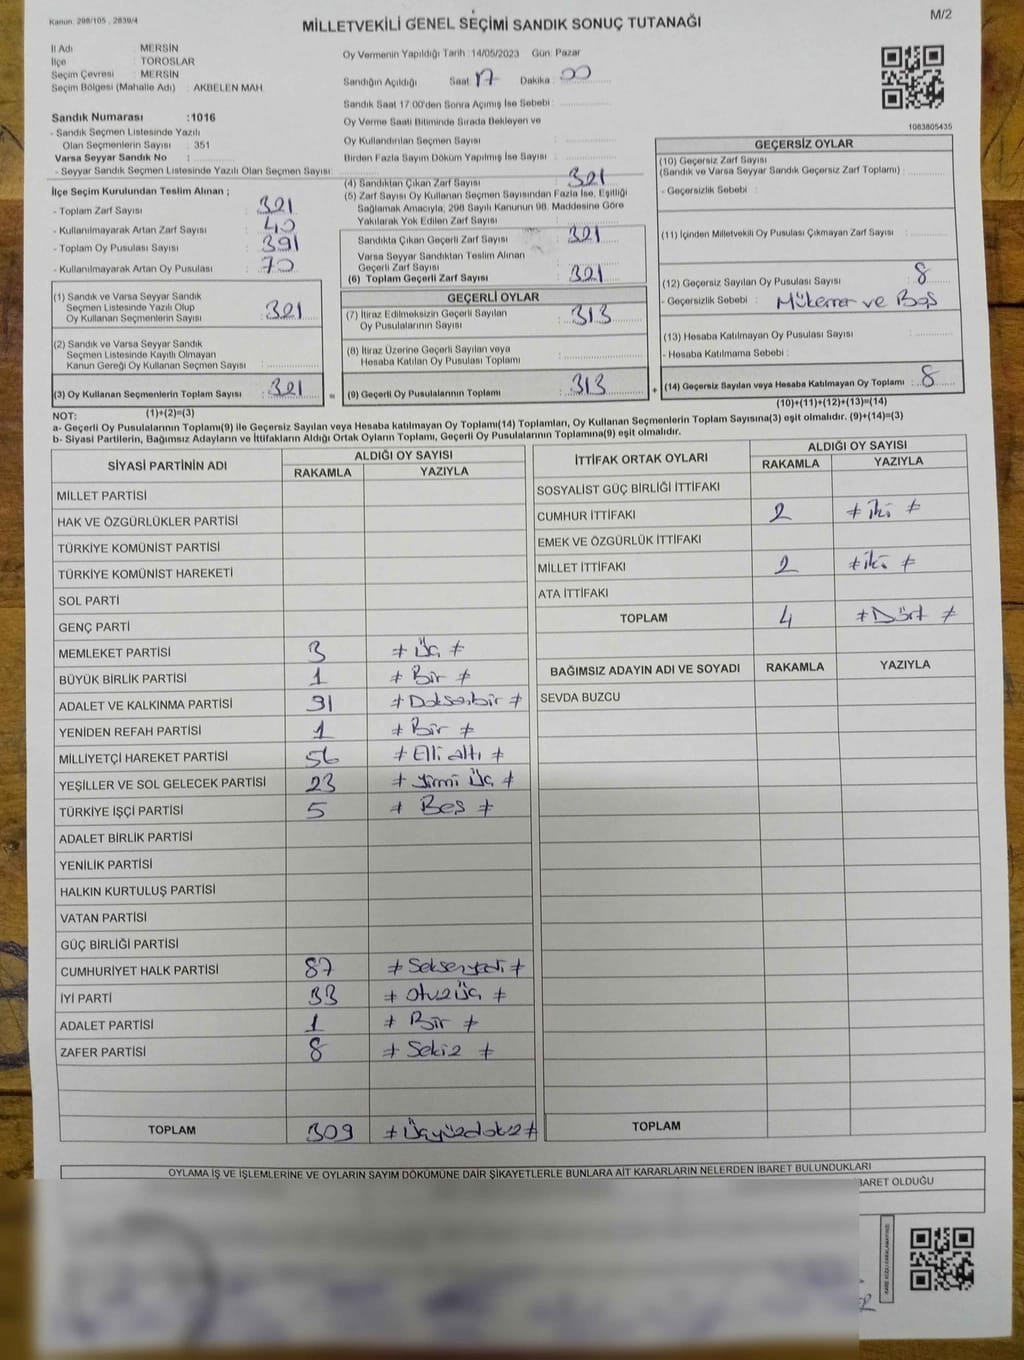 Kanun: 298/105 , 2839/4
MİLLETVEKİLİ GENEL SEÇİMİ SANDIK SONUÇ TUTANAĞI
M/2
İl Adı : MERSİN
İlçe : TOROSLAR
Seçim Çevresi : MERSİN
Seçim Bölgesi (Mahalle Adı) : AKBELEN MAH.
Oy Vermenin Yapıldığı Tarih :14/05/2023 Gün: Pazar
Sandığın Açıldığı Saat: 17 Dakika : 00
Sandık Saat 17.00'den Sonra Açımış İse Sebebi :
Oy Verme Saati Bitiminde Sırada Bekleyen ve
Oy Kullandırılan Seçmen Sayısı :
Birden Fazla Sayım Döküm Yapılmış İse Sayısı :
Sandık Numarası :1016
- Sandık Seçmen Listesinde Yazılı
Olan Seçmenlerin Sayısı : 351
Varsa Seyyar Sandık No :
- Seyyar Sandık Seçmen Listesinde Yazılı Olan Seçmen Sayısı:
1083805435
İlçe Seçim Kurulundan Teslim Alınan ;
- Toplam Zarf Sayısı : 321
- Kullanılmayarak Artan Zarf Sayısı : 40
- Toplam Oy Pusulası Sayısı : 391
- Kullanılmayarak Artan Oy Pusulası : 70
(1) Sandık ve Varsa Seyyar Sandık
Seçmen Listesinde Yazılı Olup
Oy Kullanan Seçmenlerin Sayısı : 321
(2) Sandık ve Varsa Seyyar Sandık
Seçmen Listesinde Kayıtlı Olmayan
Kanun Gereği Oy Kullanan Seçmen Sayısı :
(3) Oy Kullanan Seçmenlerin Toplam Sayısı : 321
(4) Sandıktan Çıkan Zarf Sayısı : 321
(5) Zarf Sayısı Oy Kullanan Seçmen Sayısından Fazla İse, Eşitliği
Sağlamak Amacıyla, 298 Sayılı Kanunun 98. Maddesine Göre
Yakılarak Yok Edilen Zarf Sayısı :
Sandıkta Çıkan Geçerli Zarf Sayısı : 321
Varsa Seyyar Sandıktan Teslim Alınan
Geçerli Zarf Sayısı
(6) Toplam Geçerli Zarf Sayısı : 321
GEÇERLİ OYLAR
(7) İtiraz Edilmeksizin Geçerli Sayılan
Oy Pusulalarının Sayısı : 313
(8) İtiraz Üzerine Geçerli Sayılan veya
Hesaba Katılan Oy Pusulası Toplamı :
= (9) Geçerli Oy Pusulalarının Toplamı : 313
GEÇERSİZ OYLAR
(10) Geçersiz Zarf Sayısı
(Sandık ve Varsa Seyyar Sandık Geçersiz Zarf Toplamı) :
- Geçersizlik Sebebi :
(11) İçinden Milletvekili Oy Pusulası Çıkmayan Zarf Sayısı :
(12) Geçersiz Sayılan Oy Pusulası Sayısı : 8
- Geçersizlik Sebebi : Mükerrer ve Boş
(13) Hesaba Katılmayan Oy Pusulası Sayısı :
- Hesaba Katılmama Sebebi :
+ (14) Geçersiz Sayılan veya Hesaba Katılmayan Oy Toplamı : 8
NOT: (1)+(2)=(3)
(10)+(11)+(12)+(13)=(14)
a- Geçerli Oy Pusulalarının Toplamı(9) ile Geçersiz Sayılan veya Hesaba katılmayan Oy Toplamı(14) Toplamları, Oy Kullanan Seçmenlerin Toplam Sayısına(3) eşit olmalıdır. (9)+(14)=(3)
b- Siyasi Partilerin, Bağımsız Adayların ve İttifakların Aldığı Ortak Oyların Toplamı, Geçerli Oy Pusulalarının Toplamına(9) eşit olmalıdır.
SİYASİ PARTİNİN ADI
ALDIĞI OY SAYISI
RAKAMLA YAZIYLA
MİLLET PARTİSİ
HAK VE ÖZGÜRLÜKLER PARTİSİ
TÜRKİYE KOMÜNİST PARTİSİ
TÜRKİYE KOMÜNİST HAREKETİ
SOL PARTİ
GENÇ PARTİ
MEMLEKET PARTİSİ 3 ≠ Üç ≠
BÜYÜK BİRLİK PARTİSİ 1 ≠ Bir ≠
ADALET VE KALKINMA PARTİSİ 91 ≠ Doksanbir ≠
YENİDEN REFAH PARTİSİ 1 ≠ Bir ≠
MİLLİYETÇİ HAREKET PARTİSİ 56 ≠ Elli altı ≠
YEŞİLLER VE SOL GELECEK PARTİSİ 23 ≠ Yirmi Üç ≠
TÜRKİYE İŞÇİ PARTİSİ 5 ≠ Beş ≠
ADALET BİRLİK PARTİSİ
YENİLİK PARTİSİ
HALKIN KURTULUŞ PARTİSİ
VATAN PARTİSİ
GÜÇ BİRLİĞİ PARTİSİ
CUMHURİYET HALK PARTİSİ 87 ≠ Seksenyedi ≠
İYİ PARTİ 33 ≠ Otuzüç ≠
ADALET PARTİSİ 1 ≠ Bir ≠
ZAFER PARTİSİ 8 ≠ Sekiz ≠
TOPLAM 309 ≠ Üçyüzdokuz ≠
İTTİFAK ORTAK OYLARI
ALDIĞI OY SAYISI
RAKAMLA YAZIYLA
SOSYALİST GÜÇ BİRLİĞİ İTTİFAKI
CUMHUR İTTİFAKI 2 ≠ İki ≠
EMEK VE ÖZGÜRLÜK İTTİFAKI
MİLLET İTTİFAKI 2 ≠ İki ≠
ATA İTTİFAKI
TOPLAM 4 ≠ Dört ≠
BAĞIMSIZ ADAYIN ADI VE SOYADI RAKAMLA YAZIYLA
SEVDA BUZCU
TOPLAM
OYLAMA İŞ VE İŞLEMLERİNE VE OYLARIN SAYIM DÖKÜMÜNE DAİR ŞİKAYETLERLE BUNLARA AİT KARARLARIN NELERDEN İBARET BULUNDUKLARI
BARET OLDUĞU